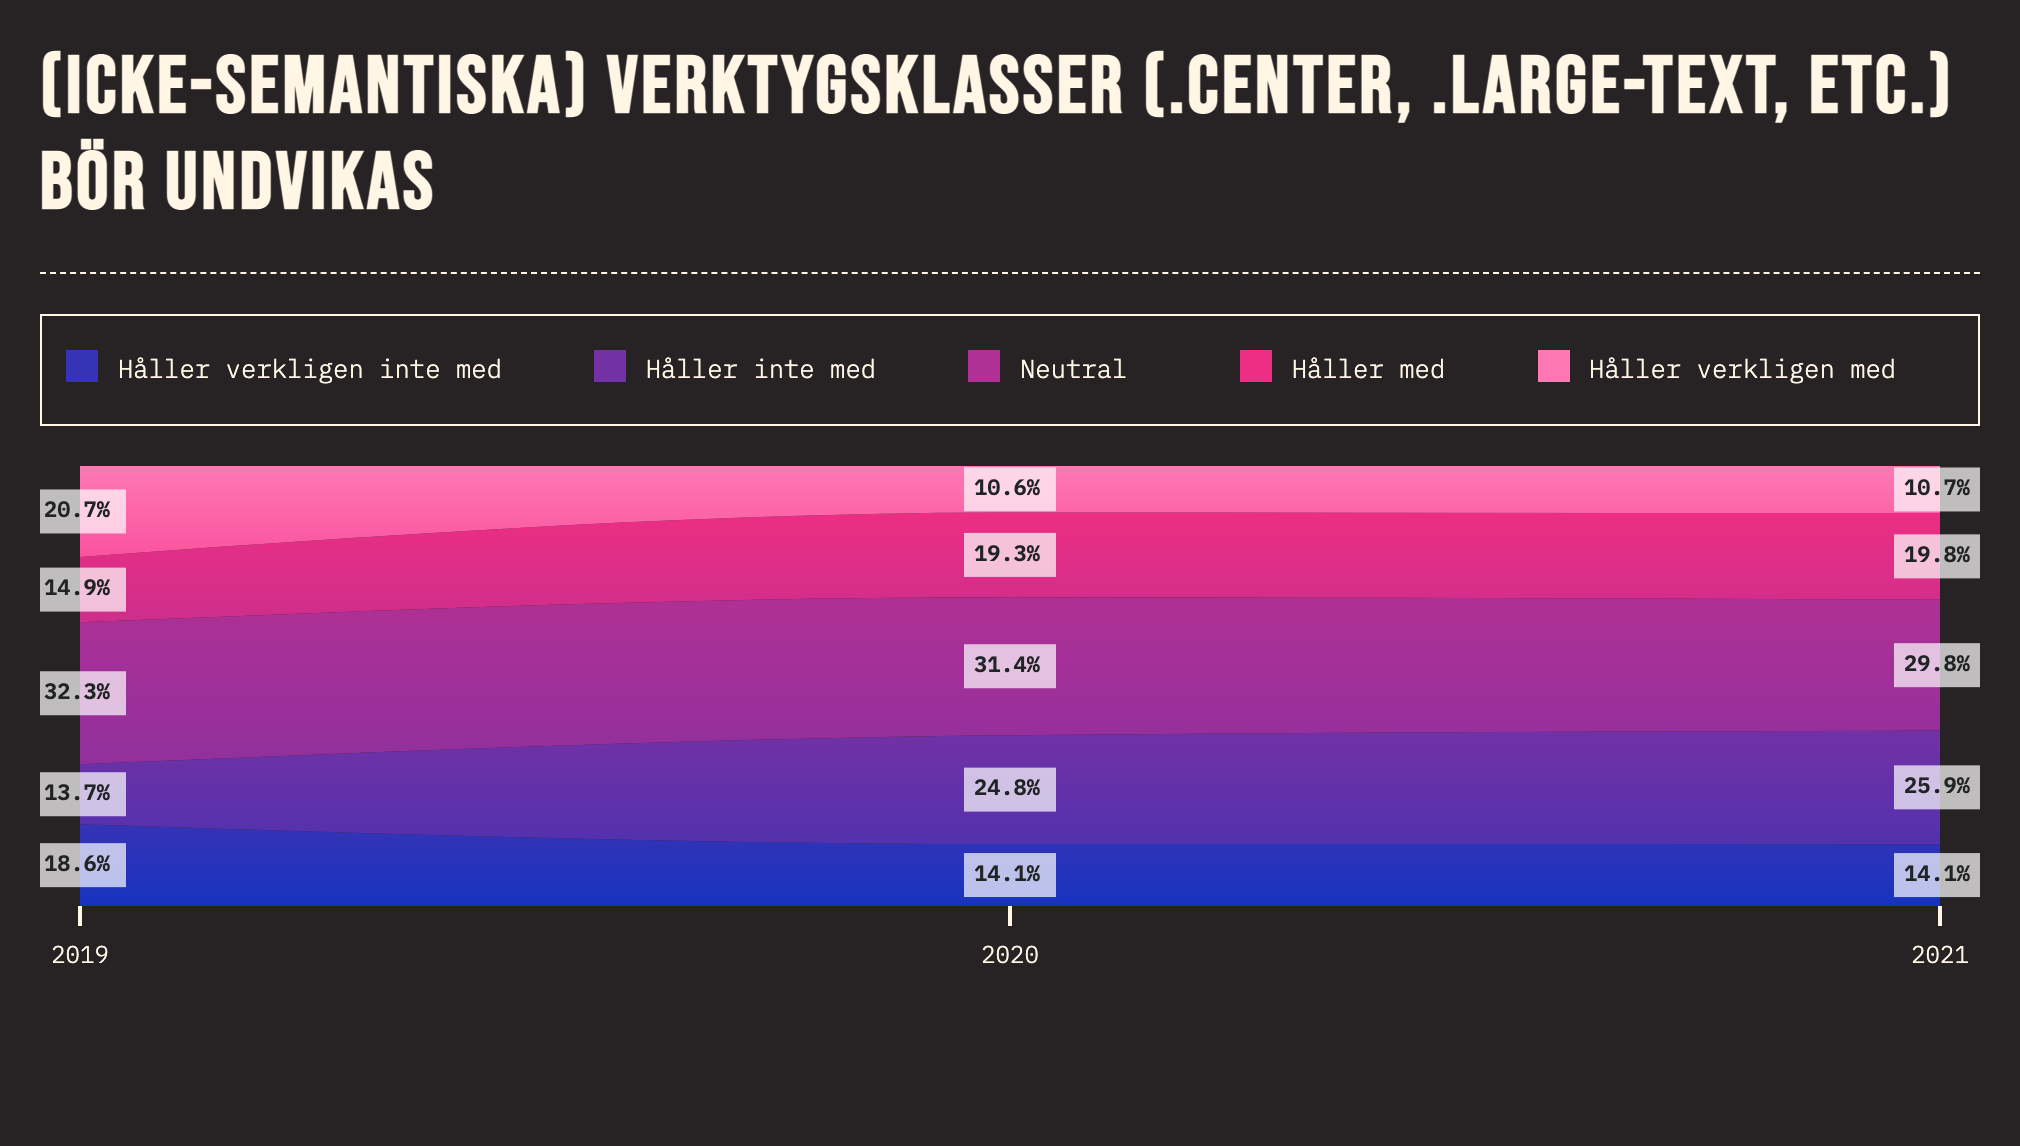 (ICKE-SEMANTISKA) VERKTYGSKLASSER (.CENTER, .LARGE-TEXT, ETC.)
BÖR UNDVIKAS
Håller verkligen inte med Håller inte med Neutral Håller med Håller verkligen med
20.7% 10.6% 10.7%
14.9% 19.3% 19.8%
32.3% 31.4% 29.8%
13.7% 24.8% 25.9%
18.6% 14.1% 14.1%
2019 2020 2021